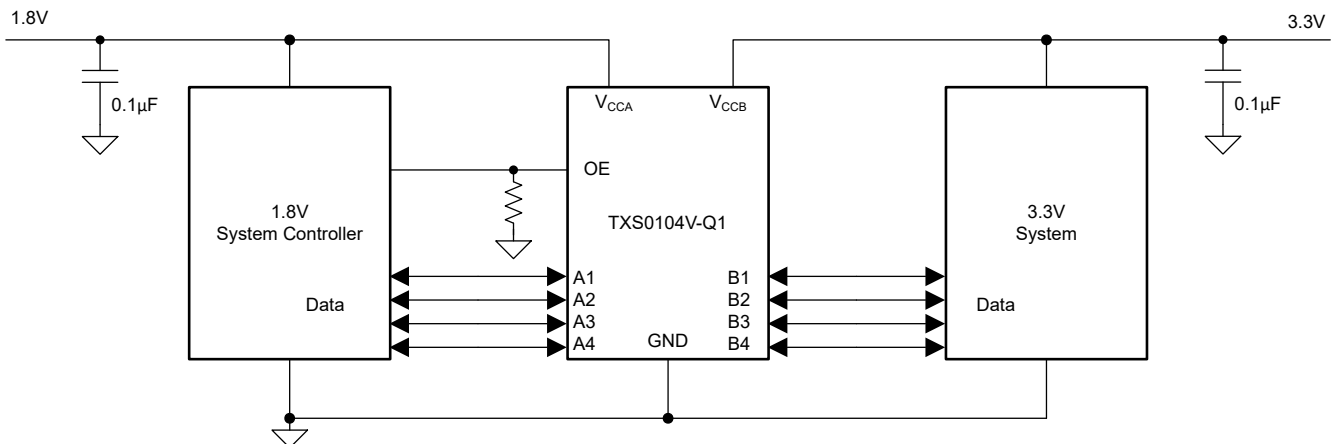 1.8V
3.3V
0.1µF
0.1µF
VCCA
VCCB
OE
TXS0104V-Q1
1.8V
System Controller
3.3V
System
A1
A2
A3
A4
B1
B2
B3
B4
Data
Data
GND